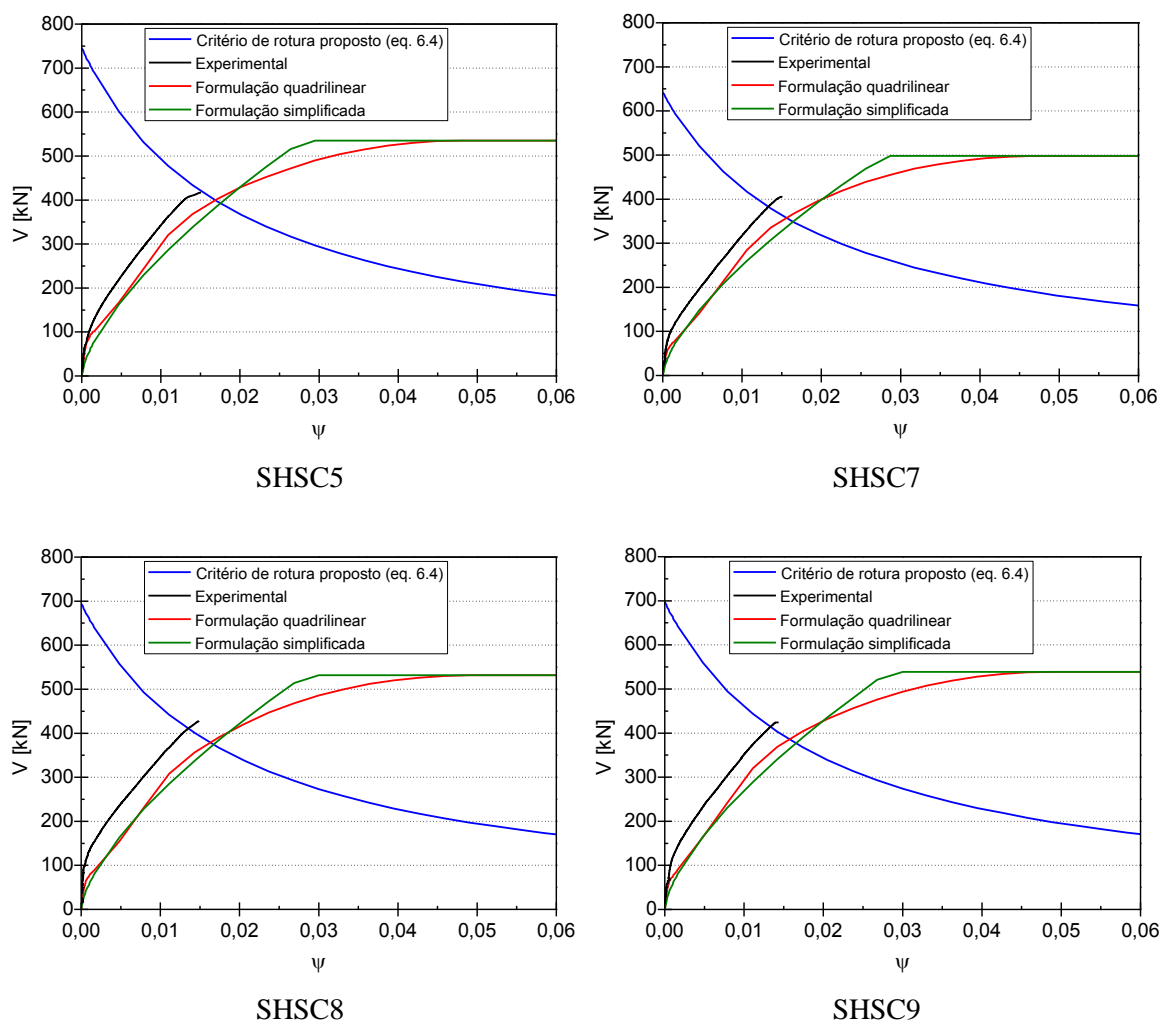 800
700
600
500
400
300
200
100
0
V [kN]
Critério de rotura proposto (eq. 6.4)
Experimental
Formulação quadrilinear
Formulação simplificada
0,00 0,01 0,02 0,03 0,04 0,05 0,06
ψ
SHSC5
800
700
600
500
400
300
200
100
0
V [kN]
Critério de rotura proposto (eq. 6.4)
Experimental
Formulação quadrilinear
Formulação simplificada
0,00 0,01 0,02 0,03 0,04 0,05 0,06
ψ
SHSC7
800
700
600
500
400
300
200
100
0
V [kN]
Critério de rotura proposto (eq. 6.4)
Experimental
Formulação quadrilinear
Formulação simplificada
0,00 0,01 0,02 0,03 0,04 0,05 0,06
ψ
SHSC8
800
700
600
500
400
300
200
100
0
V [kN]
Critério de rotura proposto (eq. 6.4)
Experimental
Formulação quadrilinear
Formulação simplificada
0,00 0,01 0,02 0,03 0,04 0,05 0,06
ψ
SHSC9